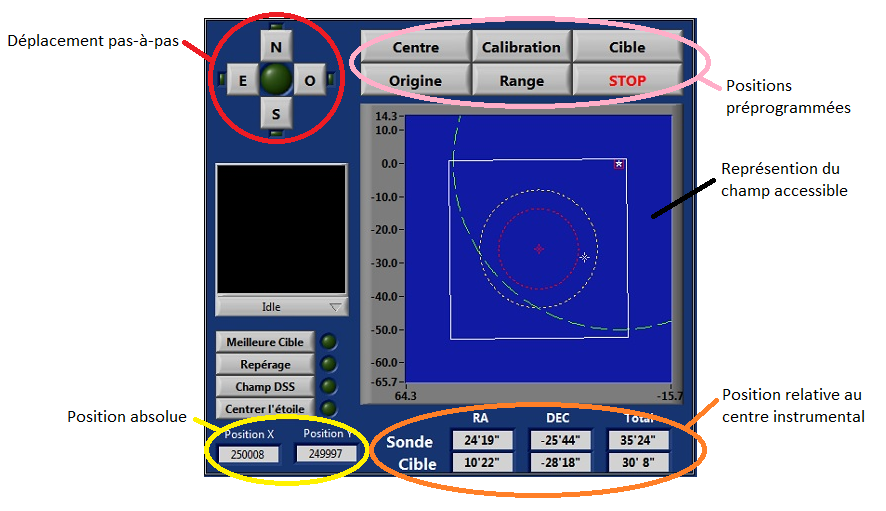 Déplacement pas-à-pas
N
E
O
S
Centre Calibration Cible
Origine Range STOP
Positions
préprogrammées
14.3
0.0
-10.0
-20.0
-30.0
-40.0
-50.0
-60.0
-65.7
64.3 -15.7
Représention du
champ accessible
Idle
Meilleure Cible
Repérage
Champ DSS
Centrer l'étoile
Position absolue
Position X Position Y
250008 249997
RA DEC Total
Sonde 24'19" -25'44" 35'24"
Cible 10'22" -28'18" 30' 8"
Position relative au
centre instrumental